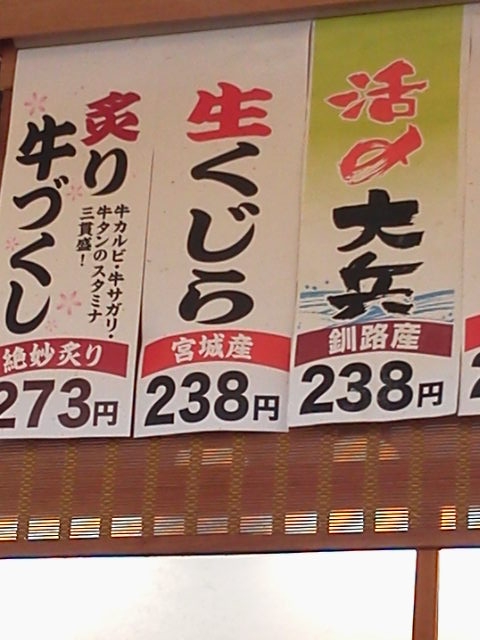 活〆
大兵
釧路産
238円
生くじら
宮城産
238円
炙り
牛づくし
牛カルビ・牛サガリ・
牛タンのスタミナ
三貫盛！
絶妙炙り
273円